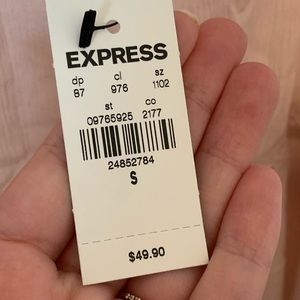 EXPRESS
dp cl sz
87 976 1102
st co
09765925 2177
24852784
S
$49.90